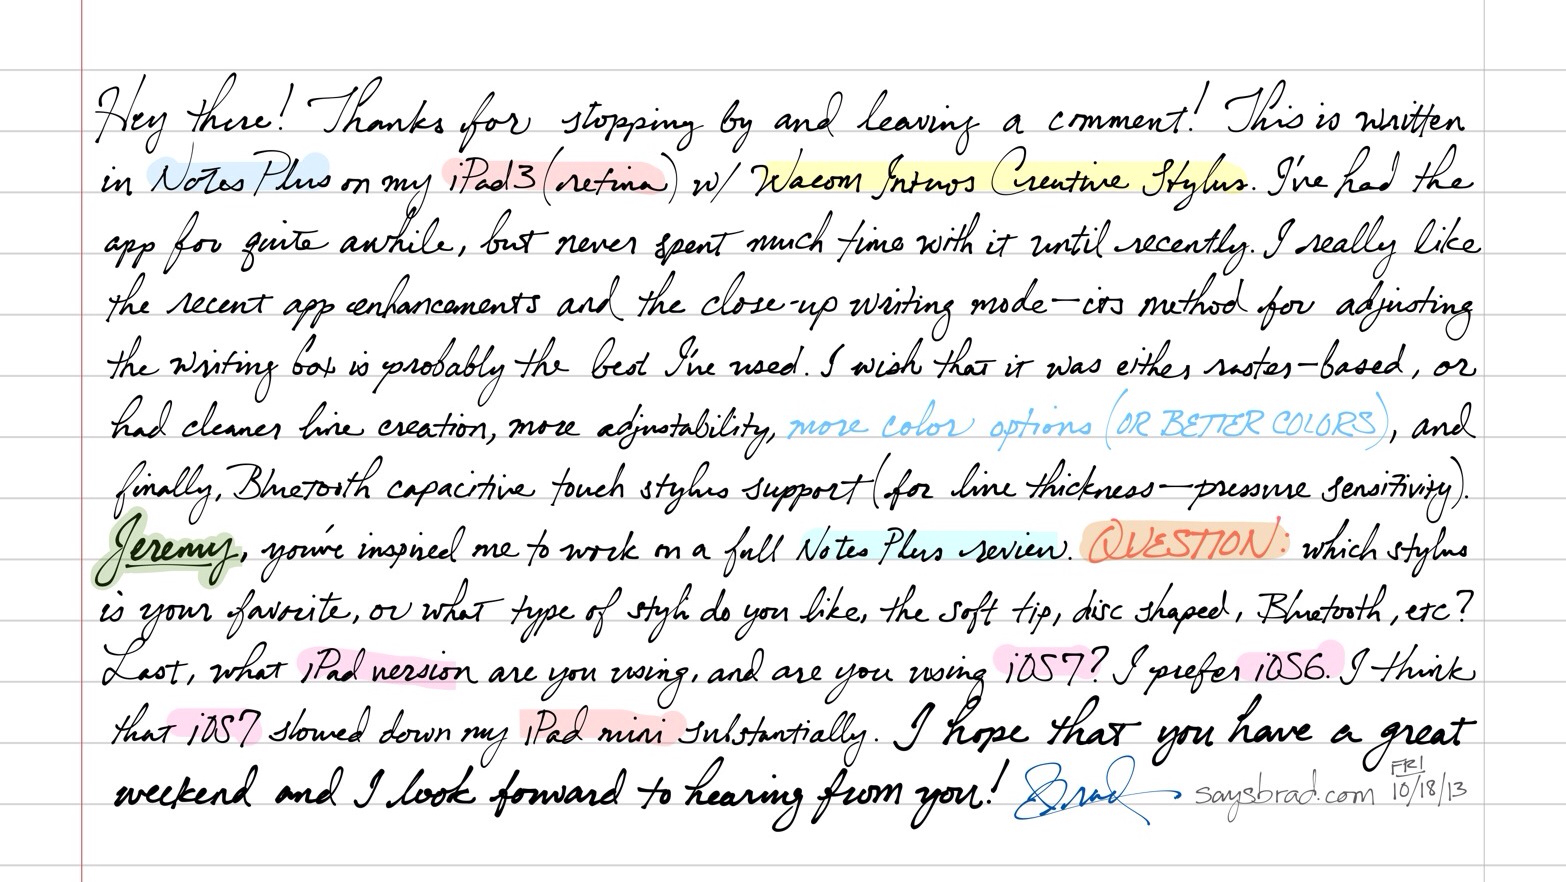 Hey there! Thanks for stopping by and leaving a comment! This is written
in Notes Plus on my iPad3 (retina) w/ Wacom Intuos Creative Stylus. I've had the
app for quite awhile, but never spent much time with it until recently. I really like
the recent app enhancements and the close-up writing mode—its method for adjusting
the writing box is probably the best I've used. I wish that it was either raster-based, or
had cleaner line creation, more adjustability, more color options (OR BETTER COLORS), and
finally, Bluetooth capacitive touch stylus support (for line thickness—pressure sensitivity).
Jeremy, you've inspired me to work on a full Notes Plus review. QUESTION: which stylus
is your favorite, or what type of styli do you like, the soft tip, disc shaped, Bluetooth, etc?
Last, what iPad version are you using, and are you using iOS7? I prefer iOS6. I think
that iOS7 slowed down my iPad mini substantially. I hope that you have a great
weekend and I look forward to hearing from you! Brad saysbrad.com FRI 10/18/13